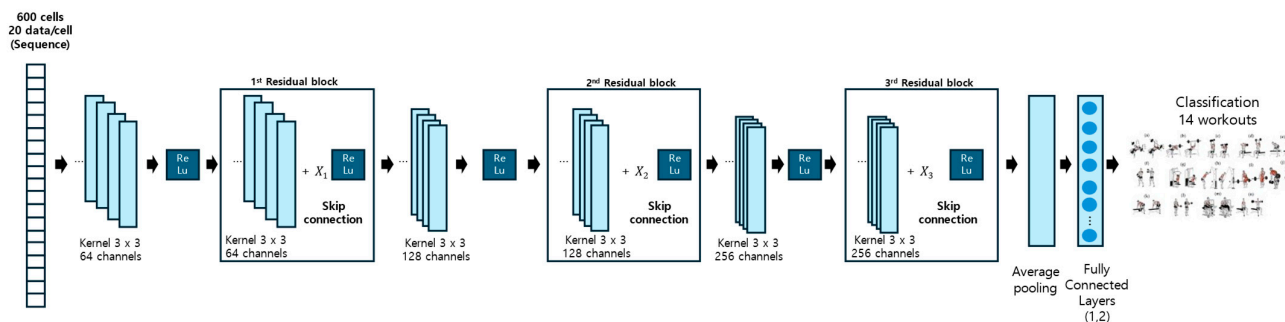 600 cells
20 data/cell
(Sequence)
...
Kernel 3 x 3
64 channels
Re
Lu
1st Residual block
...
+ X1
Re
Lu
Skip
connection
Kernel 3 x 3
64 channels
...
Kernel 3 x 3
128 channels
Re
Lu
2nd Residual block
...
+ X2
Re
Lu
Skip
connection
Kernel 3 x 3
128 channels
...
Kernel 3 x 3
256 channels
Re
Lu
3rd Residual block
...
+ X3
Re
Lu
Skip
connection
Kernel 3 x 3
256 channels
Average
pooling
Fully
Connected
Layers
(1,2)
Classification
14 workouts